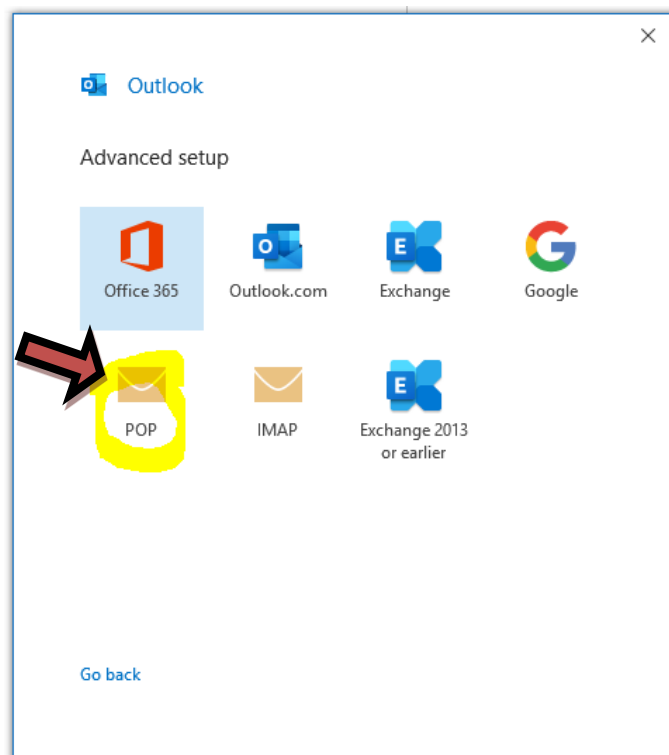 Outlook
Advanced setup
Office 365
Outlook.com
Exchange
Google
POP
IMAP
Exchange 2013
or earlier
Go back